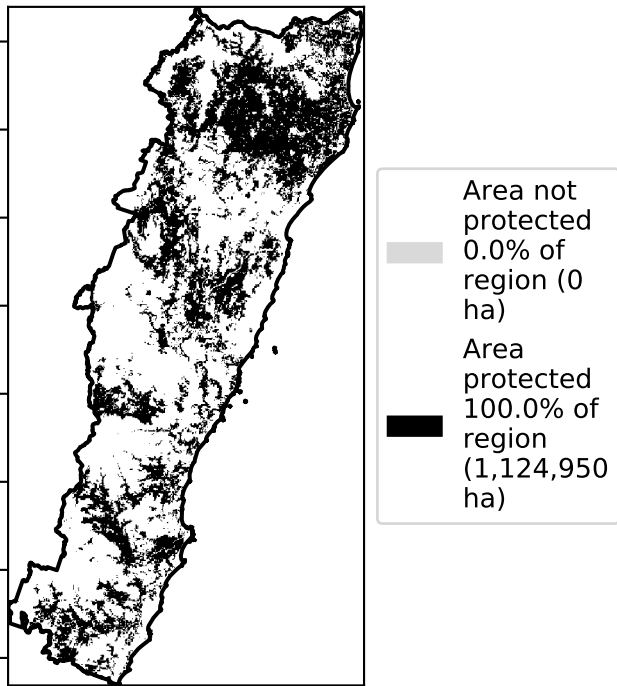 Area not
protected
0.0% of
region (0
ha)
Area
protected
100.0% of
region
(1,124,950
ha)